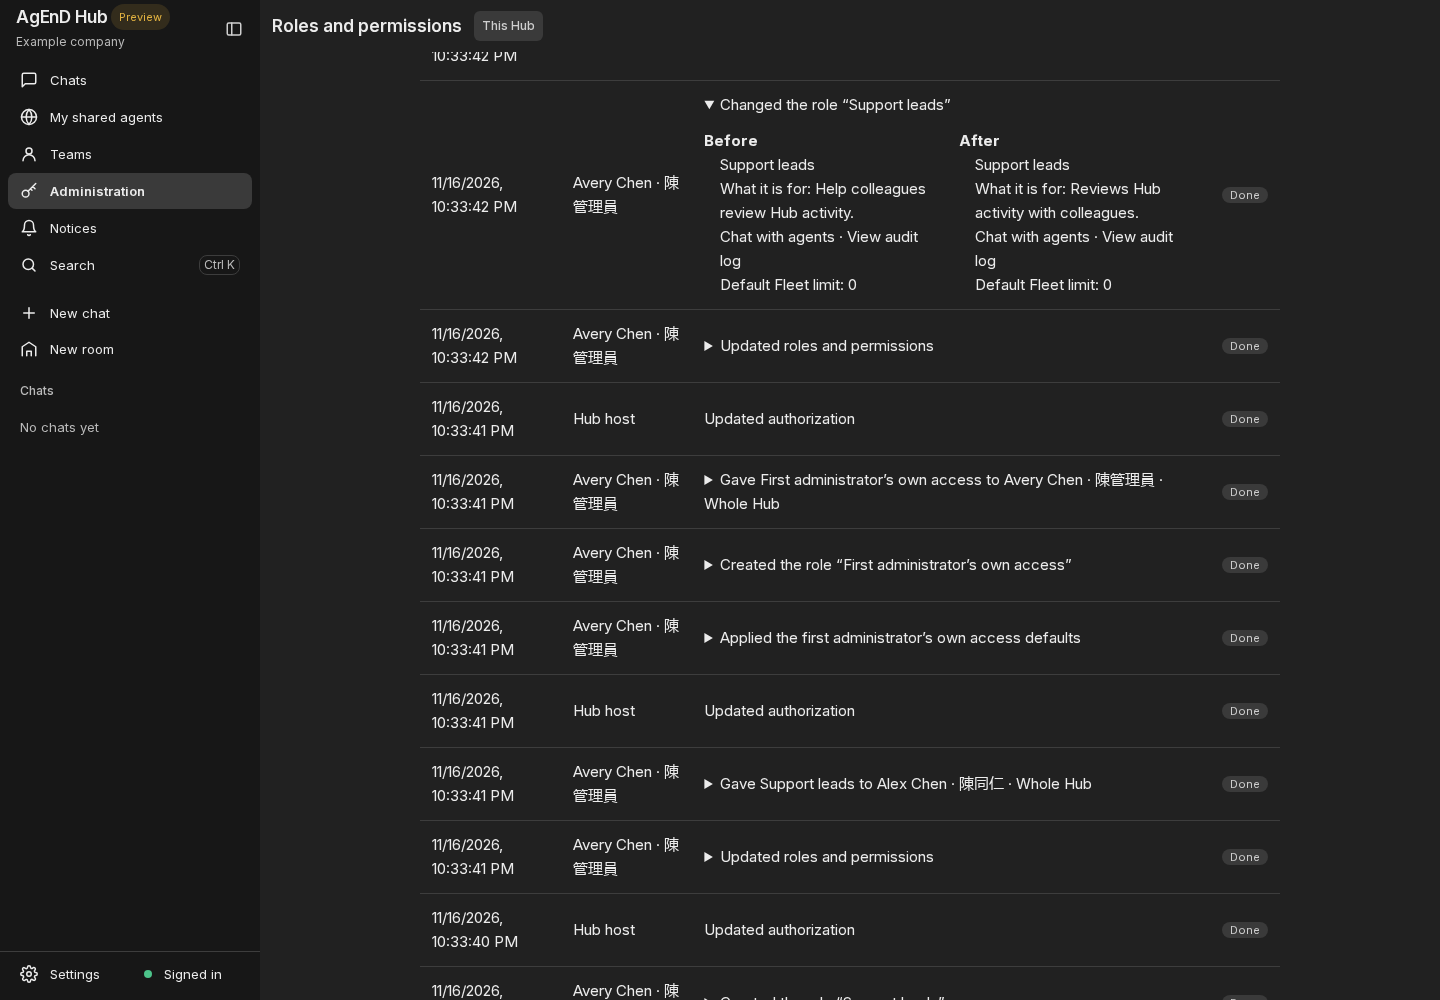 AgEnD Hub Preview
Example company
Chats
My shared agents
Teams
Administration
Notices
Search Ctrl K
New chat
New room
Chats
No chats yet
Settings
Signed in
Roles and permissions This Hub
10:33:42 PM
11/16/2026,
10:33:42 PM
Avery Chen · 陳
管理員
▼ Changed the role “Support leads”
Before
Support leads
What it is for: Help colleagues
review Hub activity.
Chat with agents · View audit
log
Default Fleet limit: 0
After
Support leads
What it is for: Reviews Hub
activity with colleagues.
Chat with agents · View audit
log
Default Fleet limit: 0
Done
11/16/2026,
10:33:42 PM
Avery Chen · 陳
管理員
▶ Updated roles and permissions
Done
11/16/2026,
10:33:41 PM
Hub host
Updated authorization
Done
11/16/2026,
10:33:41 PM
Avery Chen · 陳
管理員
▶ Gave First administrator’s own access to Avery Chen · 陳管理員 ·
Whole Hub
Done
11/16/2026,
10:33:41 PM
Avery Chen · 陳
管理員
▶ Created the role “First administrator’s own access”
Done
11/16/2026,
10:33:41 PM
Avery Chen · 陳
管理員
▶ Applied the first administrator’s own access defaults
Done
11/16/2026,
10:33:41 PM
Hub host
Updated authorization
Done
11/16/2026,
10:33:41 PM
Avery Chen · 陳
管理員
▶ Gave Support leads to Alex Chen · 陳同仁 · Whole Hub
Done
11/16/2026,
10:33:41 PM
Avery Chen · 陳
管理員
▶ Updated roles and permissions
Done
11/16/2026,
10:33:40 PM
Hub host
Updated authorization
Done
11/16/2026,
Avery Chen · 陳